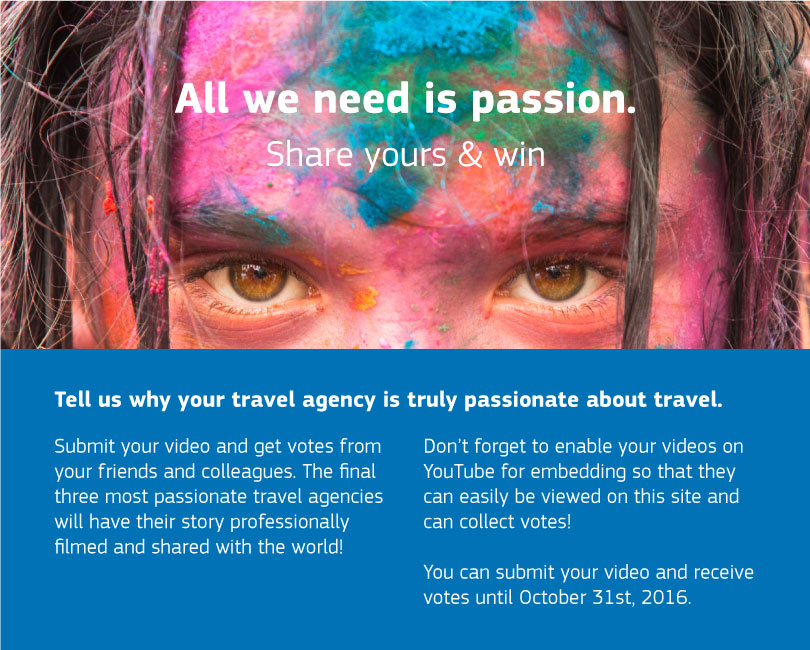 All we need is passion.
Share yours & win
Tell us why your travel agency is truly passionate about travel.
Submit your video and get votes from
your friends and colleagues. The final
three most passionate travel agencies
will have their story professionally
filmed and shared with the world!
Don’t forget to enable your videos on
YouTube for embedding so that they
can easily be viewed on this site and
can collect votes!
You can submit your video and receive
votes until October 31st, 2016.